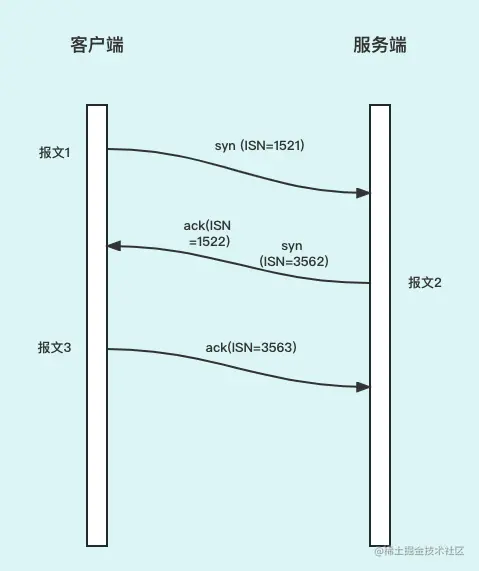 客户端
服务端
报文1
syn (ISN=1521)
ack(ISN
=1522)
syn
(ISN=3562)
报文2
报文3
ack(ISN=3563)
@稀土掘金技术社区